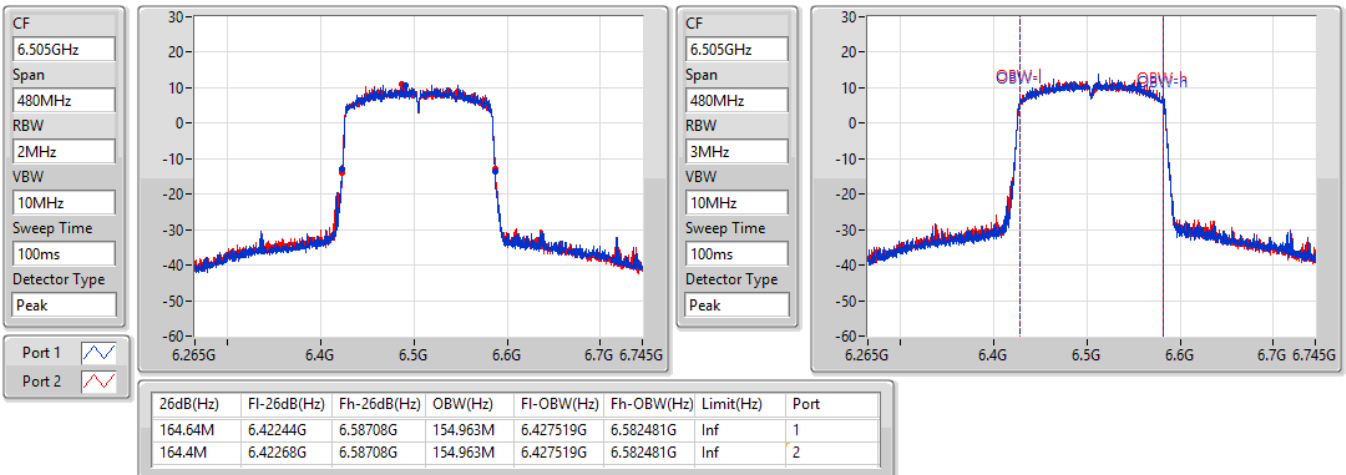 CF
6.505GHz
Span
480MHz
RBW
2MHz
VBW
10MHz
Sweep Time
100ms
Detector Type
Peak
30
20
10
0
-10
-20
-30
-40
-50
-60
6.265G 6.4G 6.5G 6.6G 6.7G 6.745G
CF
6.505GHz
Span
480MHz
RBW
3MHz
VBW
10MHz
Sweep Time
100ms
Detector Type
Peak
30
20
10
0
-10
-20
-30
-40
-50
-60
OBW-l OBW-h
6.265G 6.4G 6.5G 6.6G 6.7G 6.745G
Port 1
Port 2
26dB(Hz) Fl-26dB(Hz) Fh-26dB(Hz) OBW(Hz) Fl-OBW(Hz) Fh-OBW(Hz) Limit(Hz) Port
164.64M 6.42244G 6.58708G 154.963M 6.427519G 6.582481G Inf 1
164.4M 6.42268G 6.58708G 154.963M 6.427519G 6.582481G Inf 2